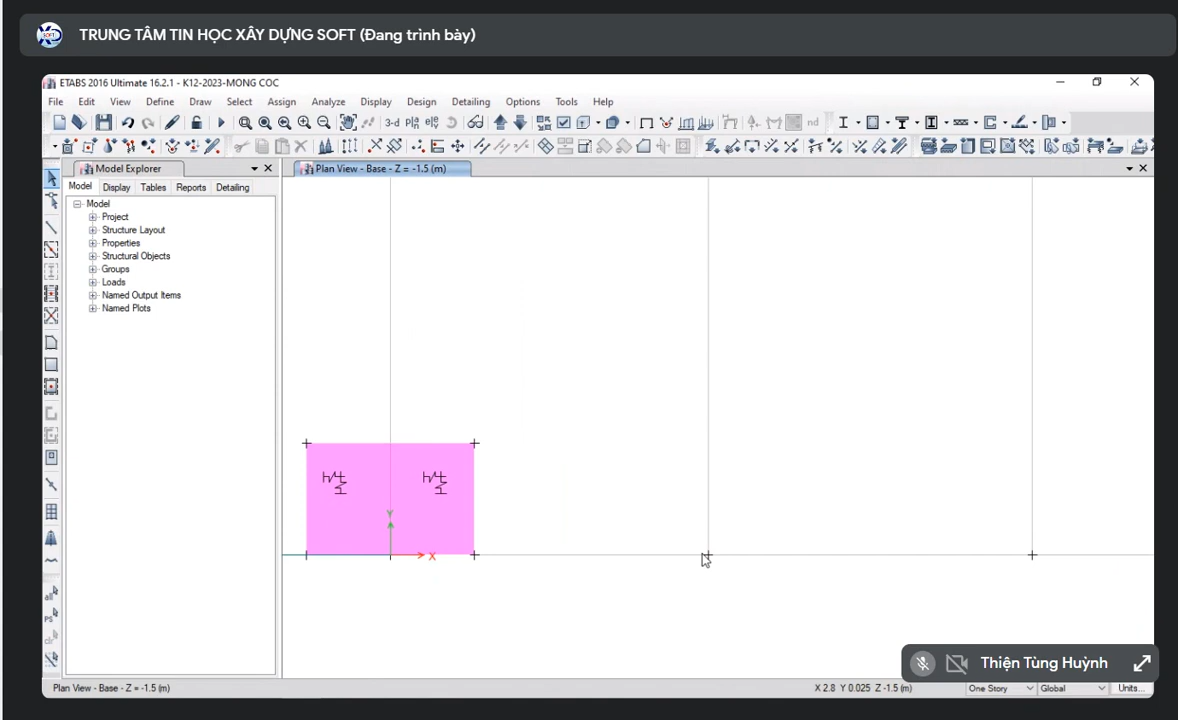 TRUNG TÂM TIN HỌC XÂY DỰNG SOFT (Đang trình bày)
ETABS 2016 Ultimate 16.2.1 - K12-2023-MONG COC
File Edit View Define Draw Select Assign Analyze Display Design Detailing Options Tools Help
3-d
nd
Model Explorer
Plan View - Base - Z = -1.5 (m)
Model Display Tables Reports Detailing
Model
Project
Structure Layout
Properties
Structural Objects
Groups
Loads
Named Output Items
Named Plots
Y
X
all
PS
clr
Thiện Tùng Huỳnh
Plan View - Base - Z = -1.5 (m)
X 2.8 Y 0.025 Z -1.5 (m)
One Story
Global
Units...